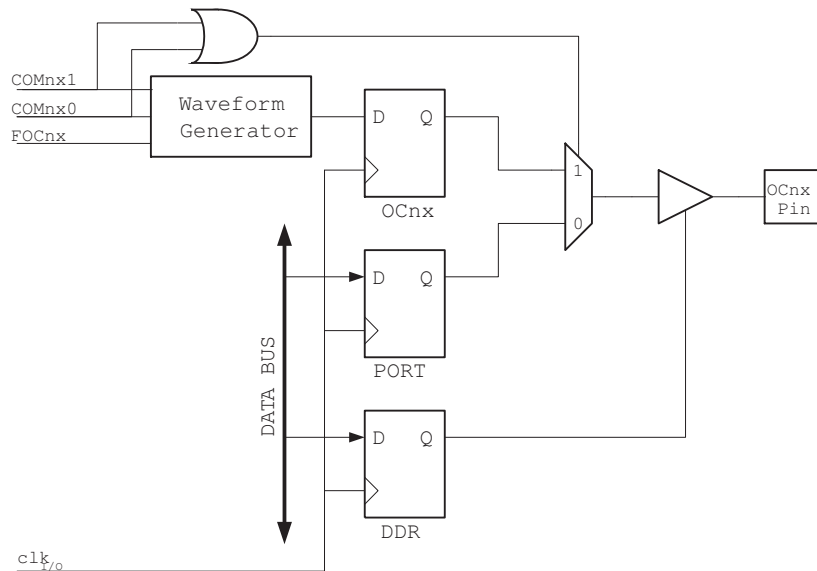 COMnx1
COMnx0
FOCnx
Waveform
Generator
D Q
OCnx
1
0
OCnx
Pin
D Q
PORT
DATA BUS
D Q
DDR
clkI/O